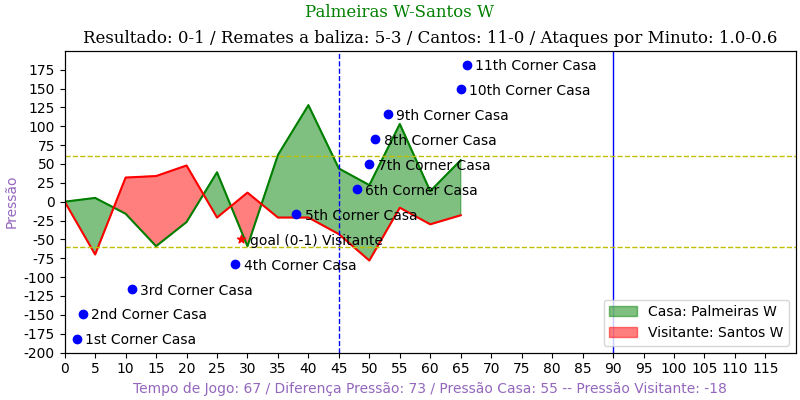 Palmeiras W-Santos W
Resultado: 0-1 / Remates a baliza: 5-3 / Cantos: 11-0 / Ataques por Minuto: 1.0-0.6
175
150
125
100
75
50
25
0
-25
-50
-75
-100
-125
-150
-175
-200
Pressão
11th Corner Casa
10th Corner Casa
9th Corner Casa
8th Corner Casa
7th Corner Casa
6th Corner Casa
5th Corner Casa
goal (0-1) Visitante
4th Corner Casa
3rd Corner Casa
2nd Corner Casa
1st Corner Casa
Casa: Palmeiras W
Visitante: Santos W
0 5 10 15 20 25 30 35 40 45 50 55 60 65 70 75 80 85 90 95 100 105 110 115
Tempo de Jogo: 67 / Diferença Pressão: 73 / Pressão Casa: 55 -- Pressão Visitante: -18